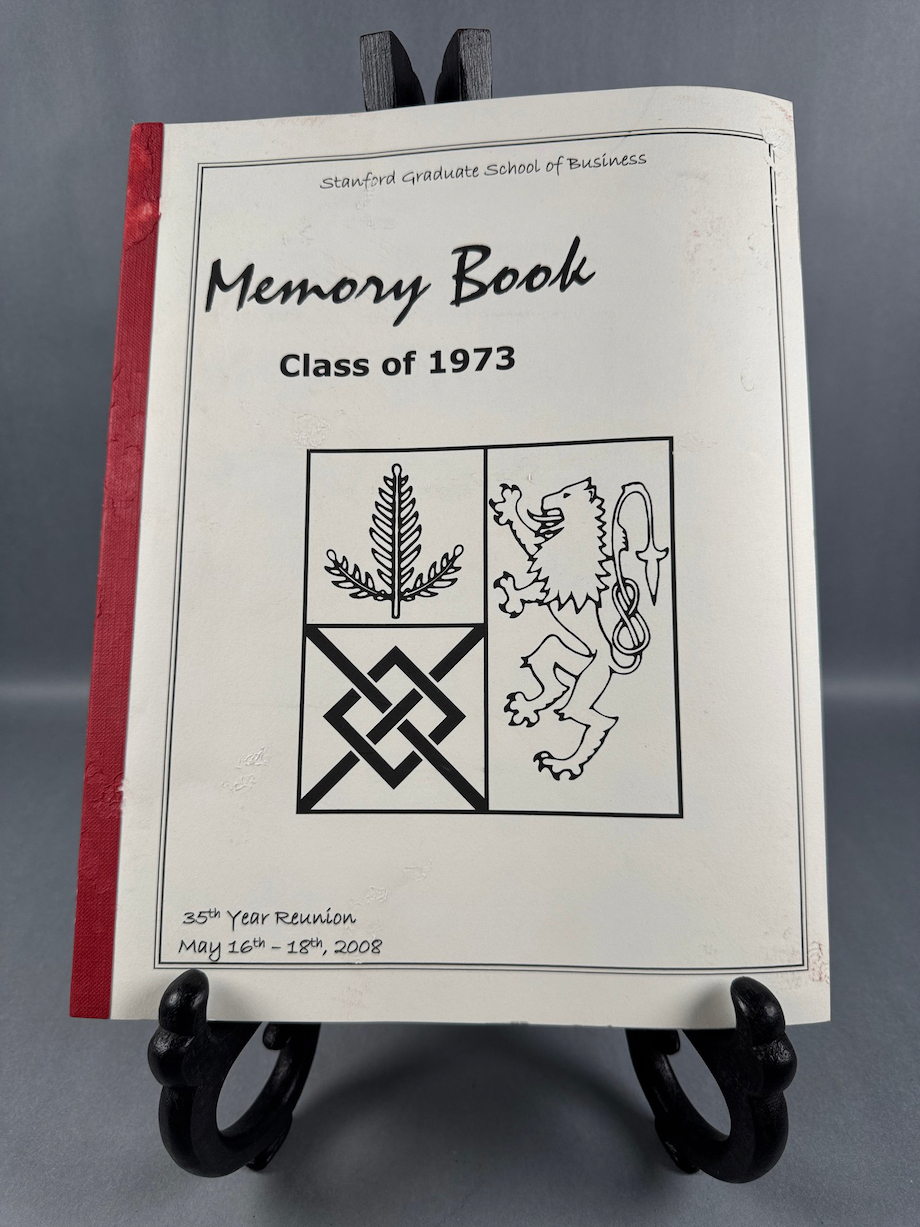 Stanford Graduate School of Business
Memory Book
Class of 1973
35th Year Reunion
May 16th – 18th, 2008